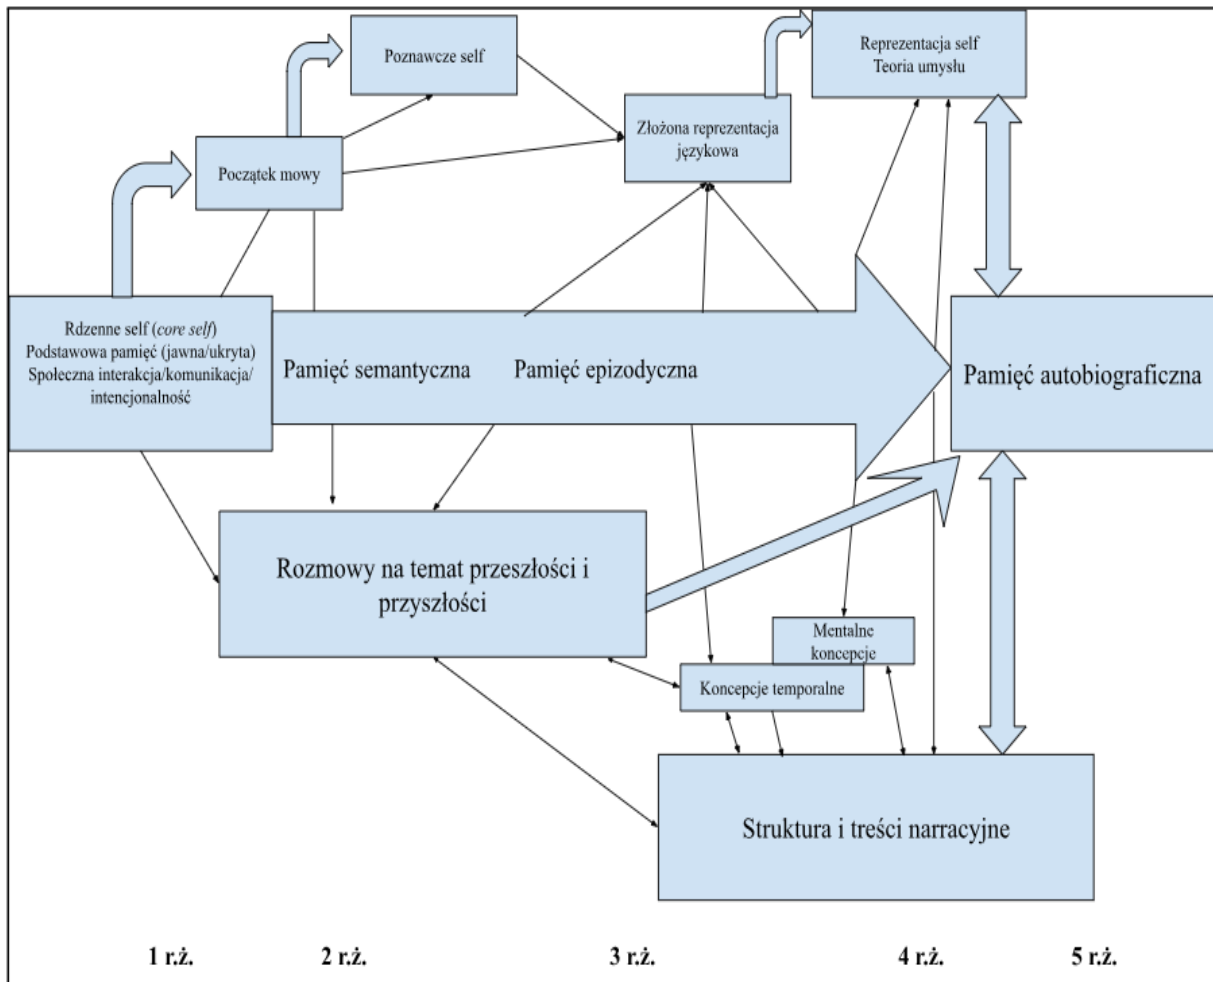 Poznawcze self
Reprezentacja self
Teoria umysłu
Złożona reprezentacja
językowa
Początek mowy
Rdzenne self (core self)
Podstawowa pamięć (jawna/ukryta)
Społeczna interakcja/komunikacja/
intencjonalność
Pamięć semantyczna
Pamięć epizodyczna
Pamięć autobiograficzna
Rozmowy na temat przeszłości i
przyszłości
Mentalne
koncepcje
Koncepcje temporalne
Struktura i treści narracyjne
1 r.ż.
2 r.ż.
3 r.ż.
4 r.ż.
5 r.ż.